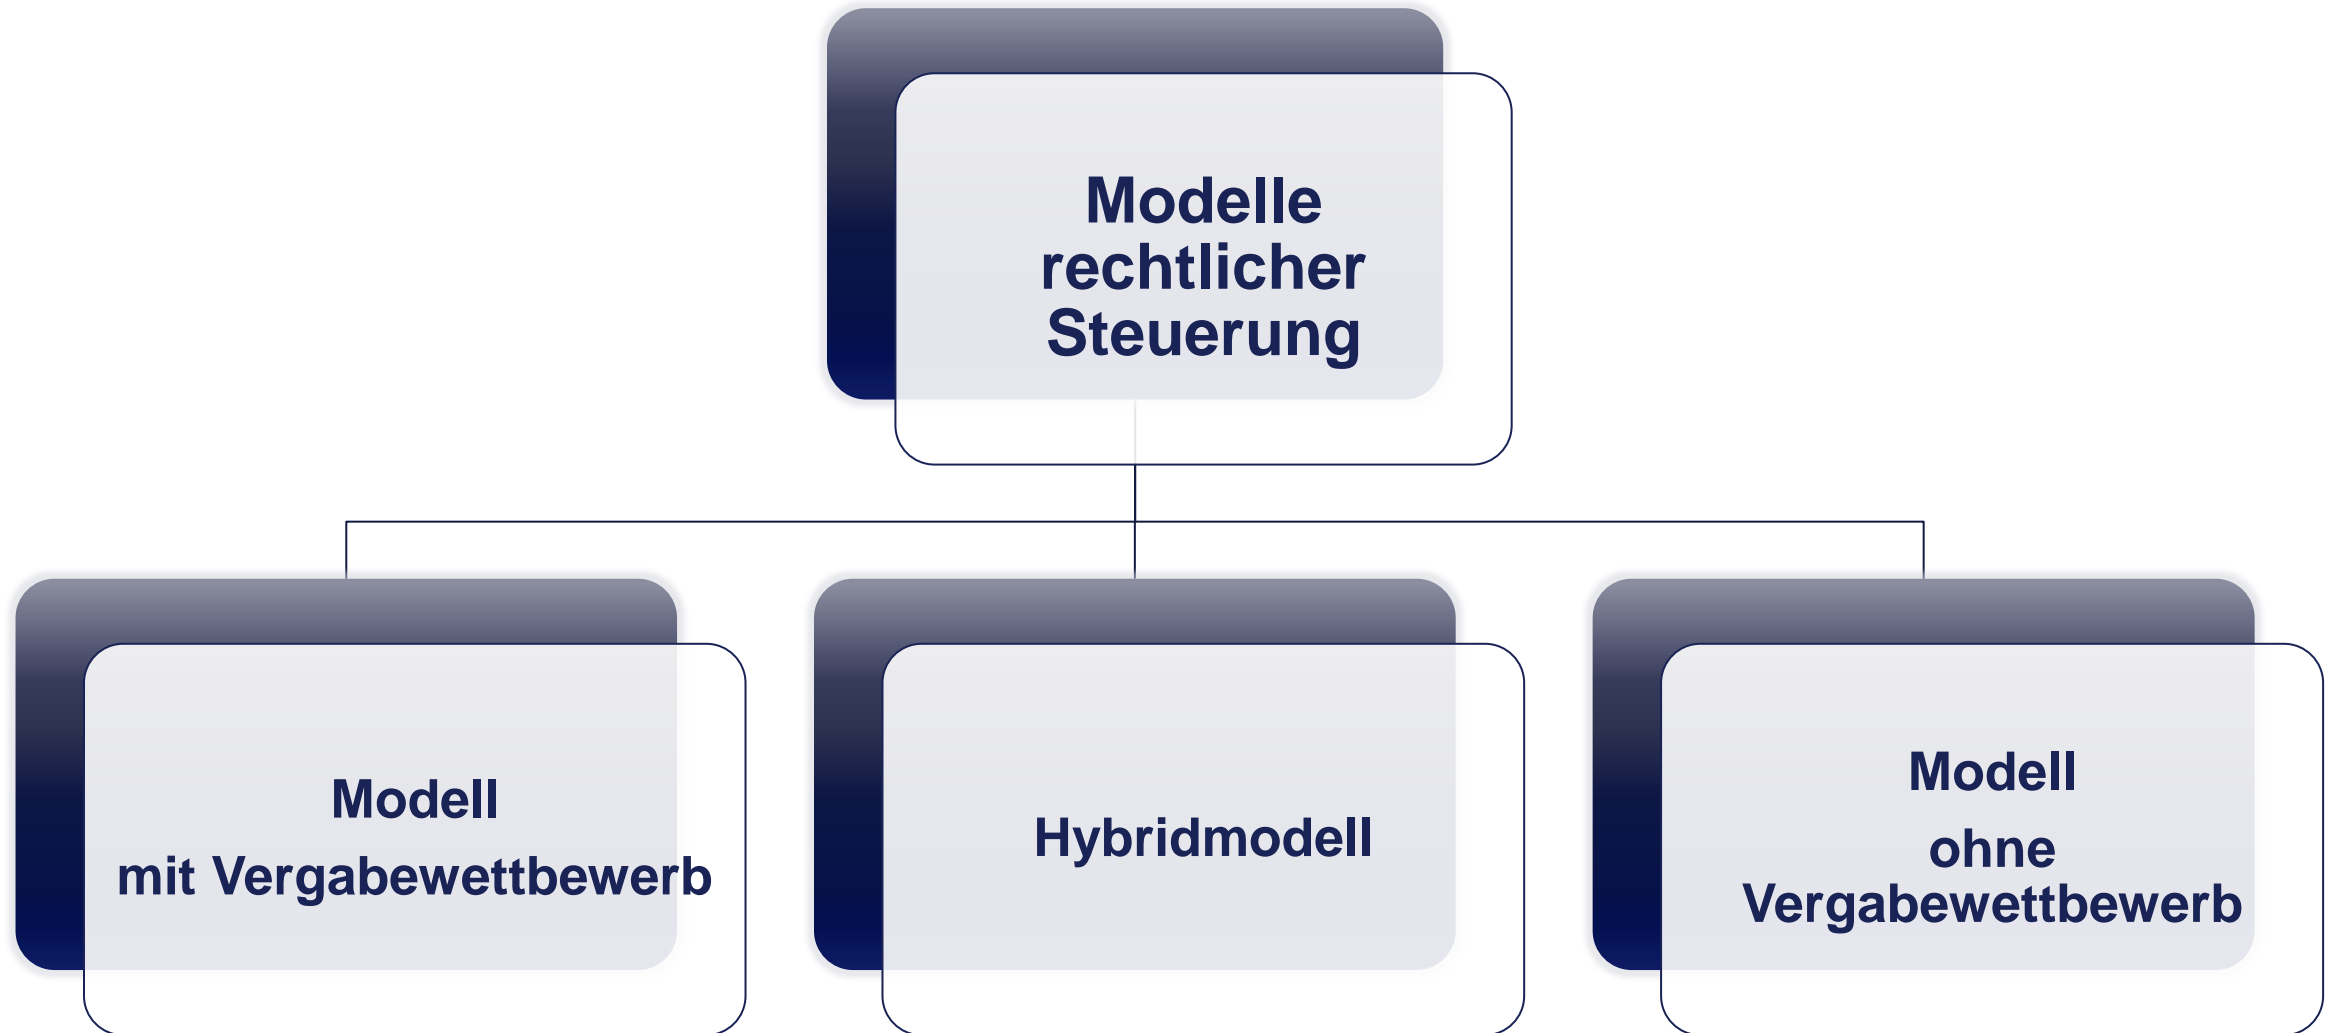 Modelle
rechtlicher
Steuerung
Modell
mit Vergabewettbewerb
Hybridmodell
Modell
ohne
Vergabewettbewerb